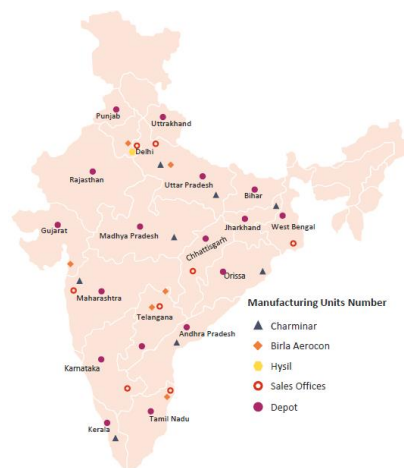 Punjab
Uttrakhand
Delhi
Rajasthan
Uttar Pradesh
Bihar
Gujarat
Madhya Pradesh
Jharkhand
West Bengal
Chhattisgarh
Orissa
Maharashtra
Telangana
Andhra Pradesh
Karnataka
Tamil Nadu
Kerala
Manufacturing Units Number
Charminar
Birla Aerocon
Hysil
Sales Offices
Depot